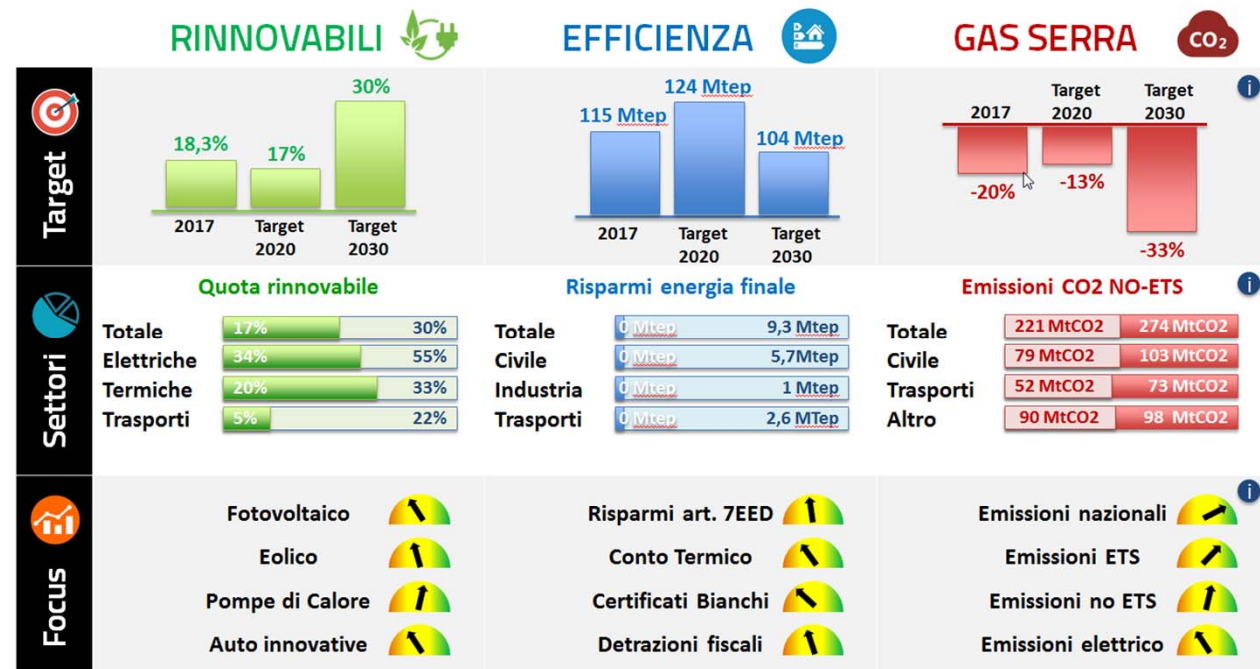 RINNOVABILI
EFFICIENZA
GAS SERRA
CO2
Target
30%
18,3%
17%
2017
Target
2020
Target
2030
124 Mtep
115 Mtep
104 Mtep
2017
Target
2020
Target
2030
2017
Target
2020
Target
2030
-20%
-13%
-33%
i
Settori
Quota rinnovabile
Totale 17% 30%
Elettriche 34% 55%
Termiche 20% 33%
Trasporti 5% 22%
Risparmi energia finale
Totale 0 Mtep 9,3 Mtep
Civile 0 Mtep 5,7Mtep
Industria 0 Mtep 1 Mtep
Trasporti 0 Mtep 2,6 MTep
Emissioni CO2 NO-ETS
Totale 221 MtCO2 274 MtCO2
Civile 79 MtCO2 103 MtCO2
Trasporti 52 MtCO2 73 MtCO2
Altro 90 MtCO2 98 MtCO2
i
Focus
Fotovoltaico
Eolico
Pompe di Calore
Auto innovative
Risparmi art. 7EED
Conto Termico
Certificati Bianchi
Detrazioni fiscali
Emissioni nazionali
Emissioni ETS
Emissioni no ETS
Emissioni elettrico
i